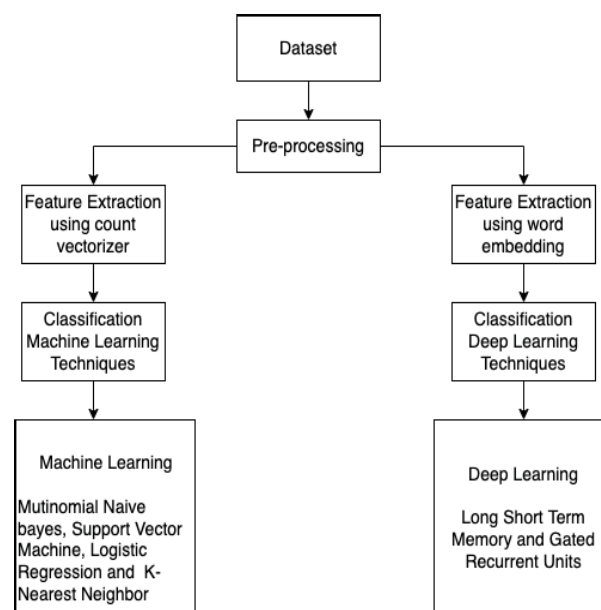 Dataset
Pre-processing
Feature Extraction
using count
vectorizer
Feature Extraction
using word
embedding
Classification
Machine Learning
Techniques
Classification
Deep Learning
Techniques
Machine Learning
Mutinomial Naive
bayes, Support Vector
Machine, Logistic
Regression and K-
Nearest Neighbor
Deep Learning
Long Short Term
Memory and Gated
Recurrent Units